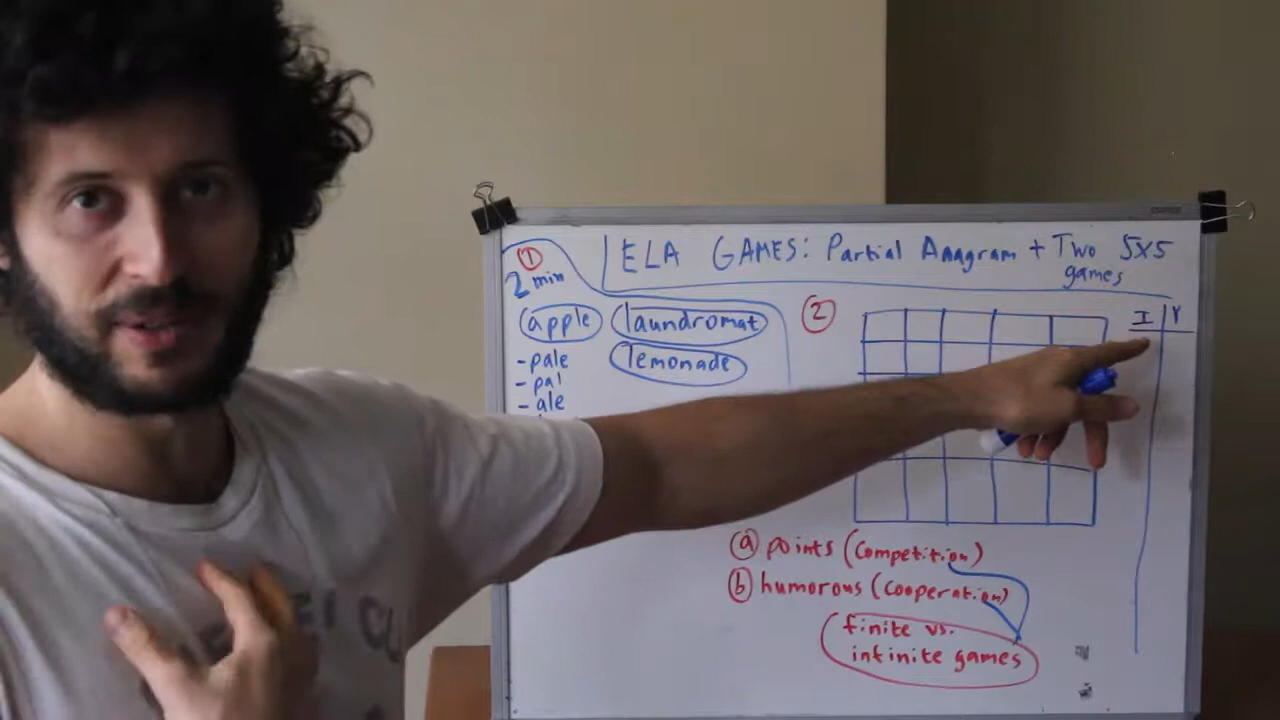 ELA GAMES: Partial Anagram + Two 5x5
games
1
2 min
apple
laundromat
-pale
lemonade
-pal
-ale
2
I Y
a points (competition)
b humorous (cooperation)
finite vs.
infinite games